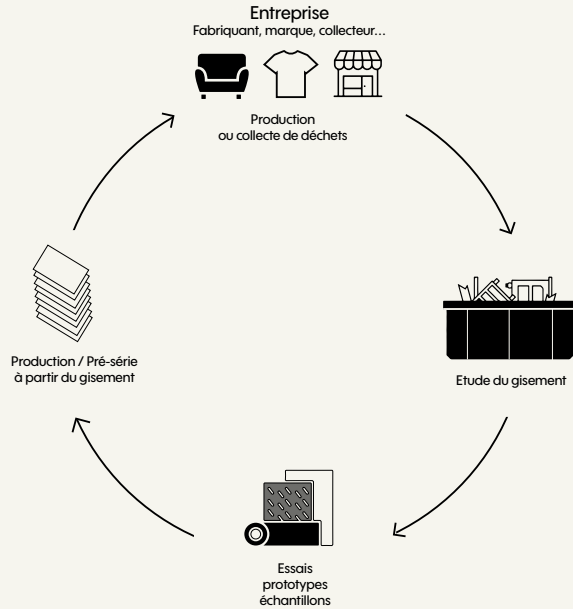 Entreprise
Fabriquant, marque, collecteur...
Production
ou collecte de déchets
Production / Pré-série
à partir du gisement
Etude du gisement
Essais
prototypes
échantillons